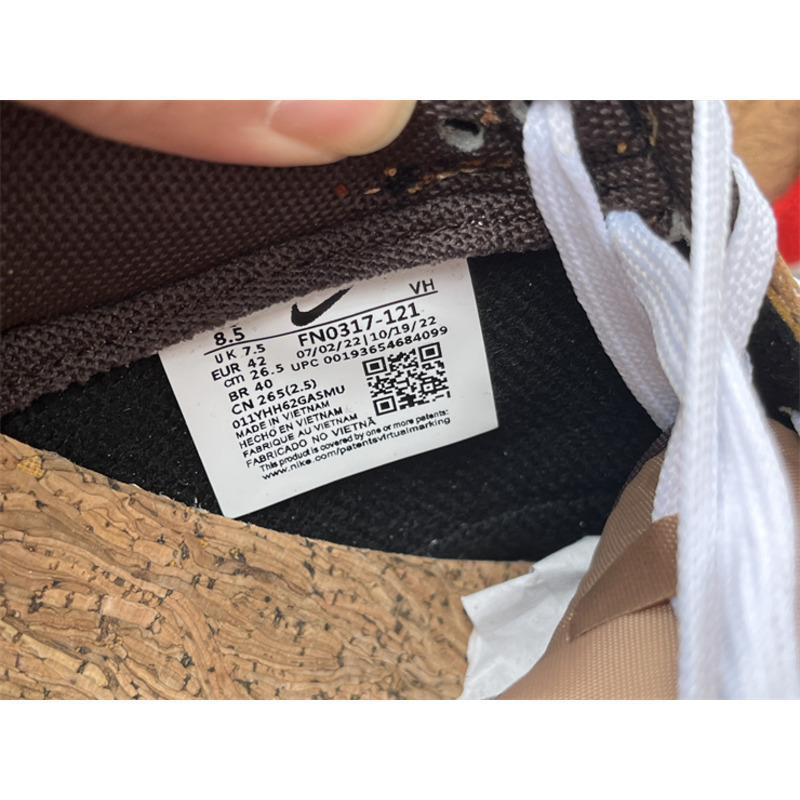 8.5 VH
UK 7.5 FN0317-121
EUR 42 07/02/22|10/19/22
cm 26.5 UPC 00193654684099
BR 40
CN 265(2.5)
011YHH62GASMU
MADE IN VIETNAM
HECHO EN VIETNAM
FABRIQUE AU VIETNAM
FABRICADO NO VIETNÃ
This product is covered by one or more patents:
www.nike.com/patentsvirtualmarking